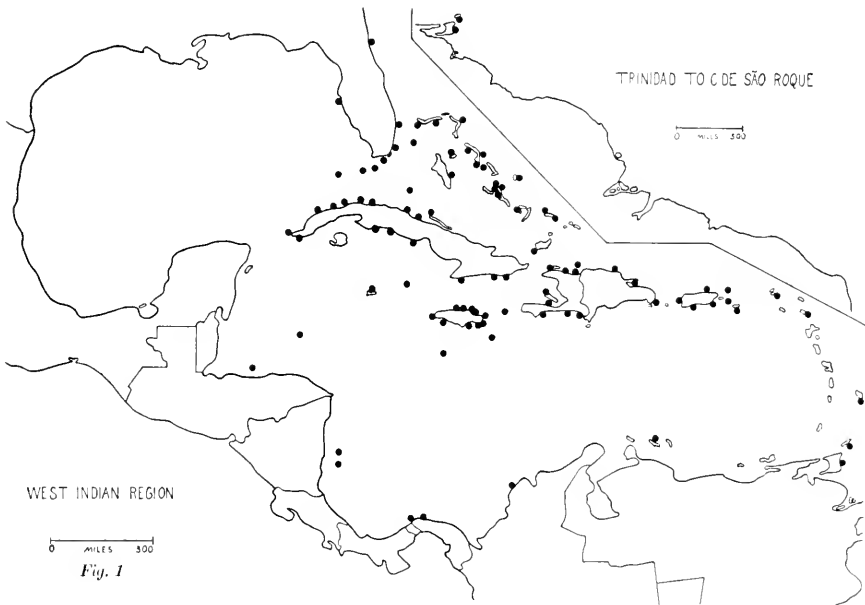 TRINIDAD TO C DE SÃO ROQUE
0 MILES 300
WEST INDIAN REGION
0 MILES 300
Fig. 1